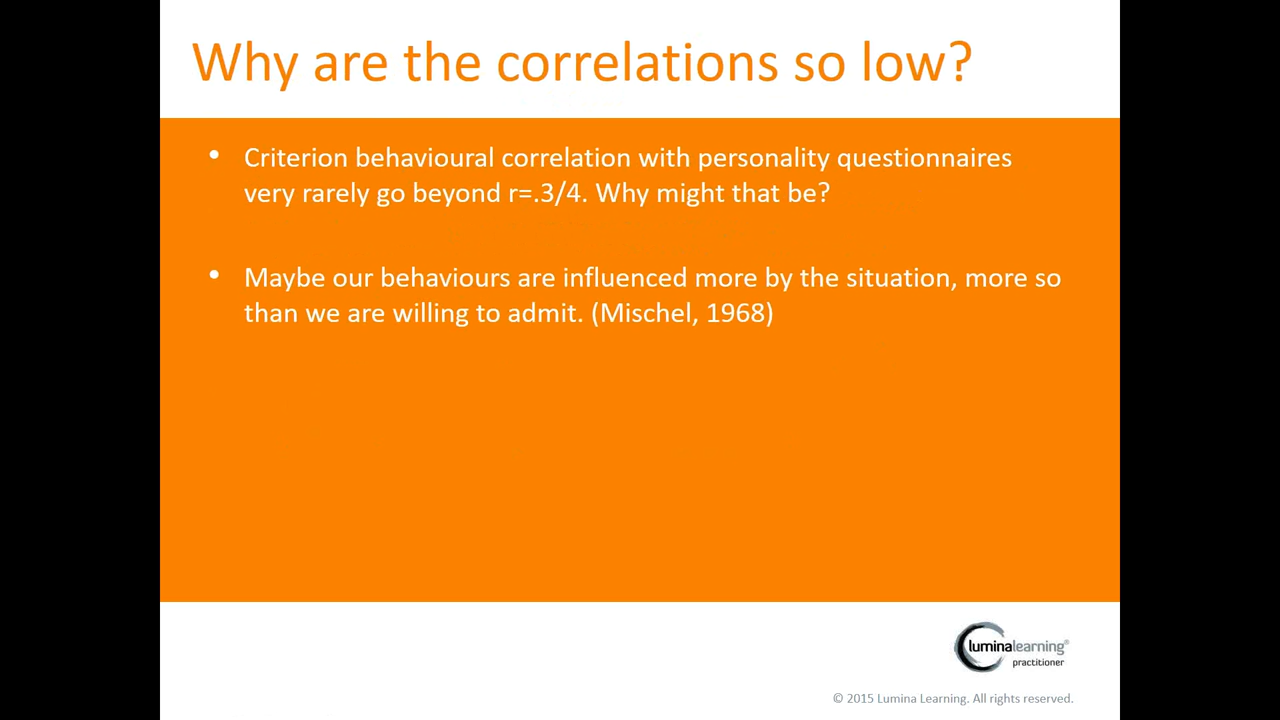 Why are the correlations so low?
• Criterion behavioural correlation with personality questionnaires
very rarely go beyond r=.3/4. Why might that be?
• Maybe our behaviours are influenced more by the situation, more so
than we are willing to admit. (Mischel, 1968)
luminalearning®
practitioner
© 2015 Lumina Learning. All rights reserved.